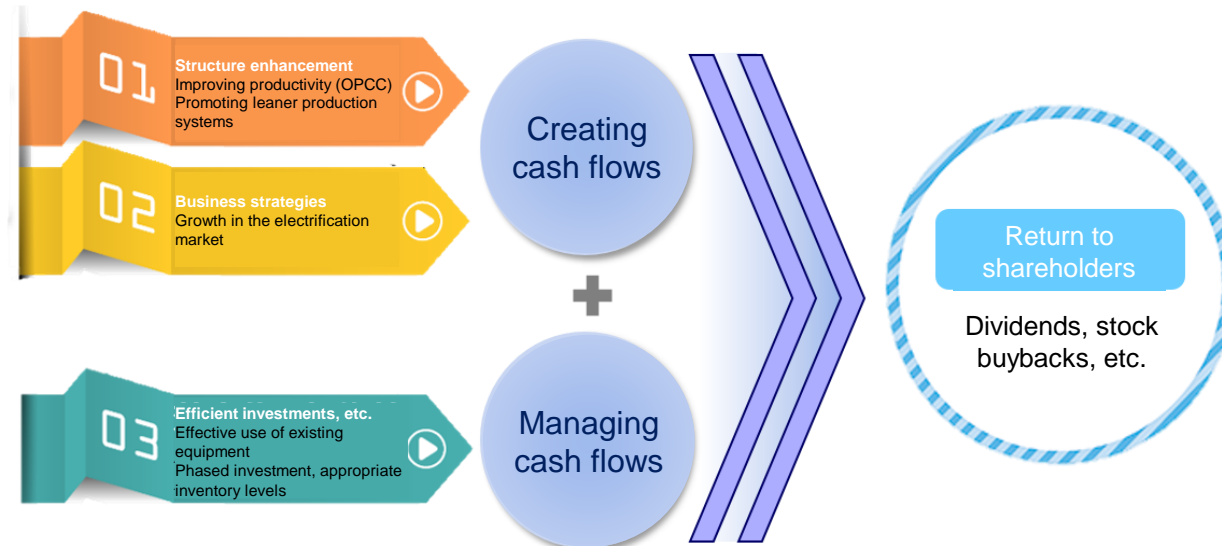 01
Structure enhancement
Improving productivity (OPCC)
Promoting leaner production
systems
02
Business strategies
Growth in the electrification
market
03
Efficient investments, etc.
Effective use of existing
equipment
Phased investment, appropriate
inventory levels
Creating
cash flows
Managing
cash flows
Return to
shareholders
Dividends, stock
buybacks, etc.